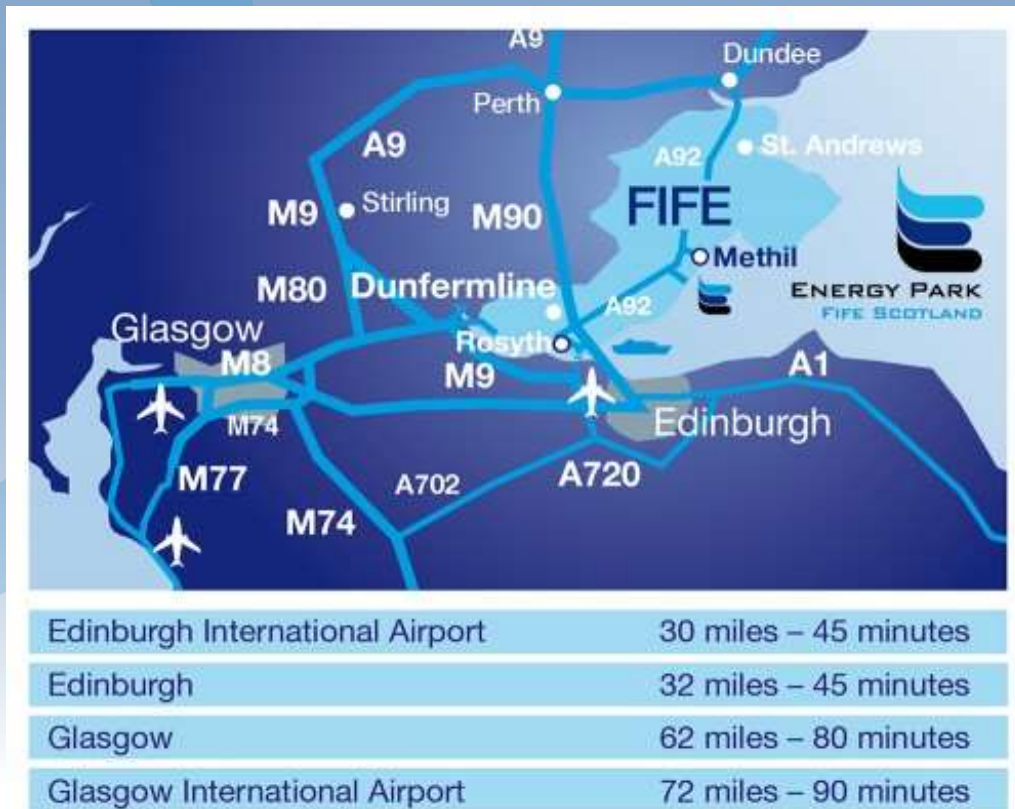 A9
Dundee
Perth
A9
A92
St. Andrews
M9
Stirling
M90
FIFE
Methil
M80
Dunfermline
A92
ENERGY PARK
FIFE SCOTLAND
Glasgow
Rosyth
M8
M9
A1
M74
Edinburgh
M77
A702
A720
M74
Edinburgh International Airport 30 miles – 45 minutes
Edinburgh 32 miles – 45 minutes
Glasgow 62 miles – 80 minutes
Glasgow International Airport 72 miles – 90 minutes